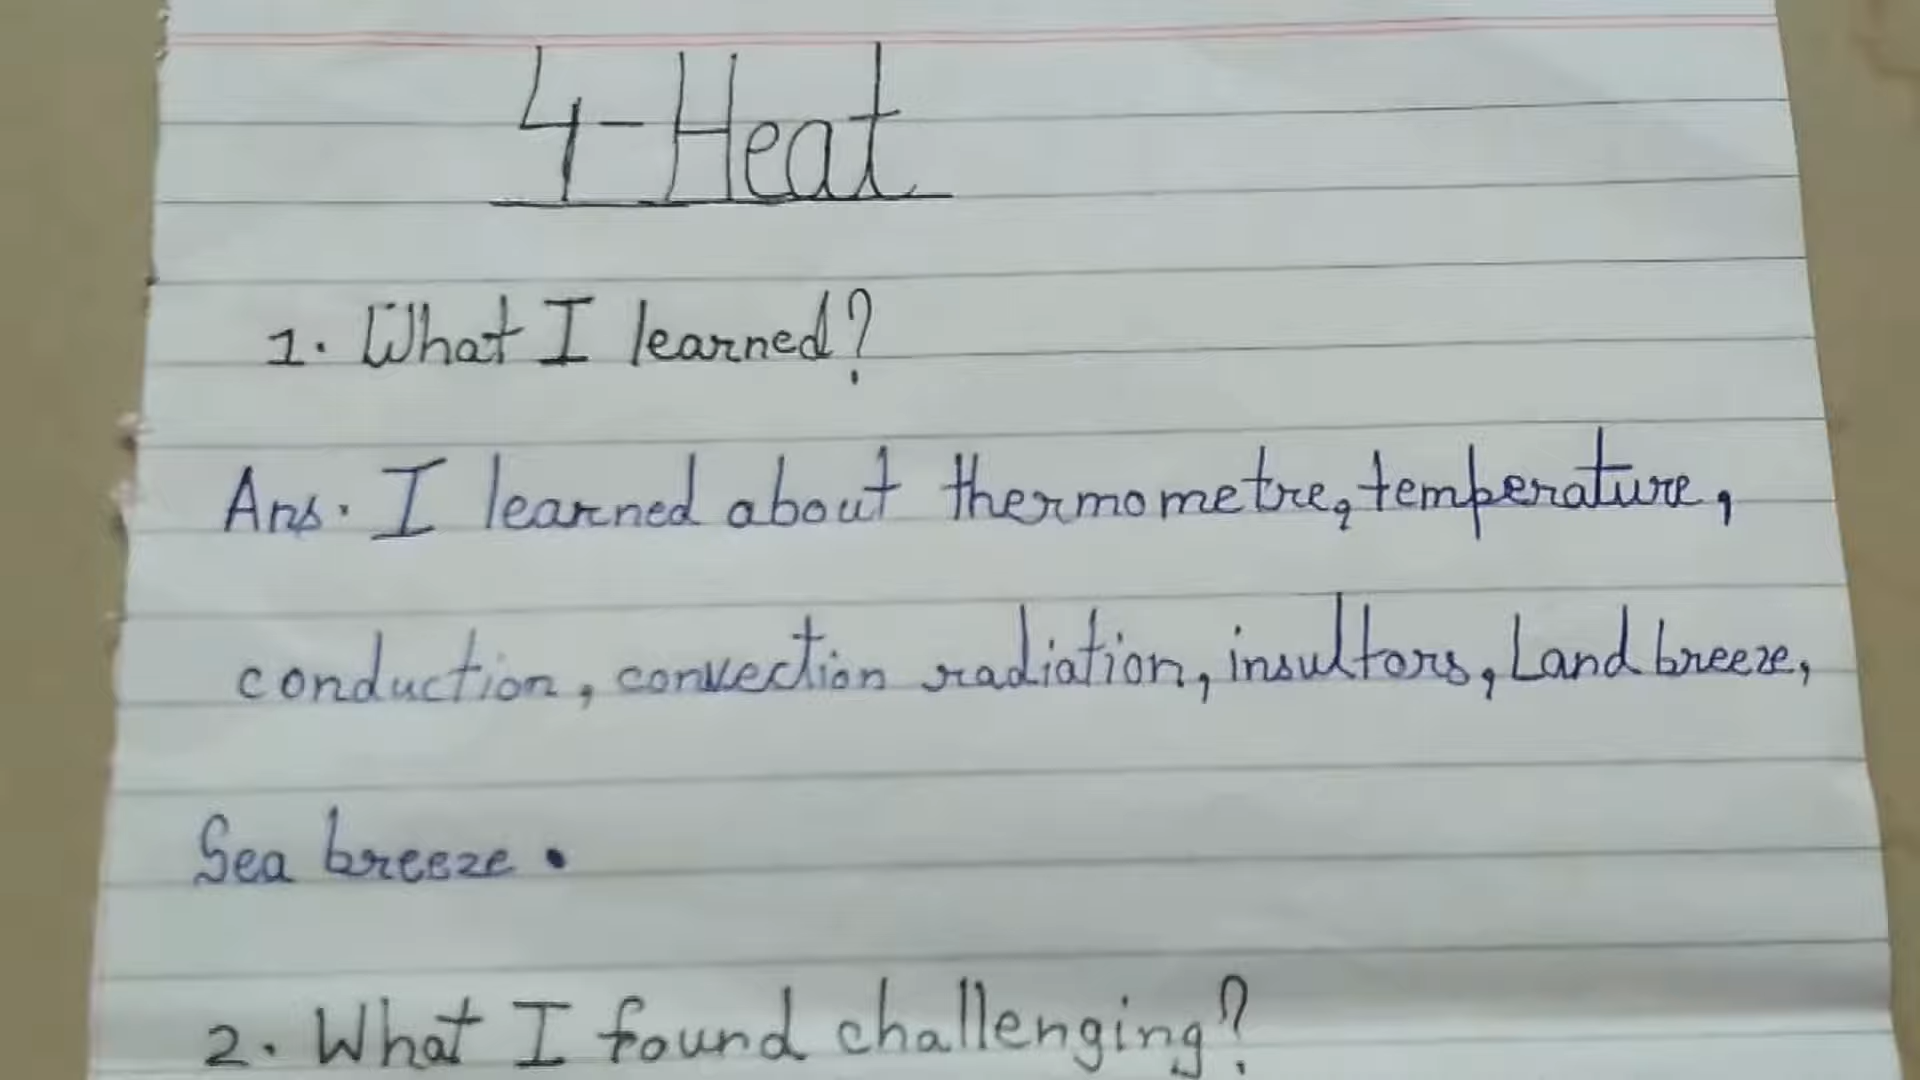 4-Heat
1. What I learned?
Ans. I learned about thermometre, temperature,
conduction, convection radiation, insultors, Land breeze,
Sea breeze.
2. What I found challenging?